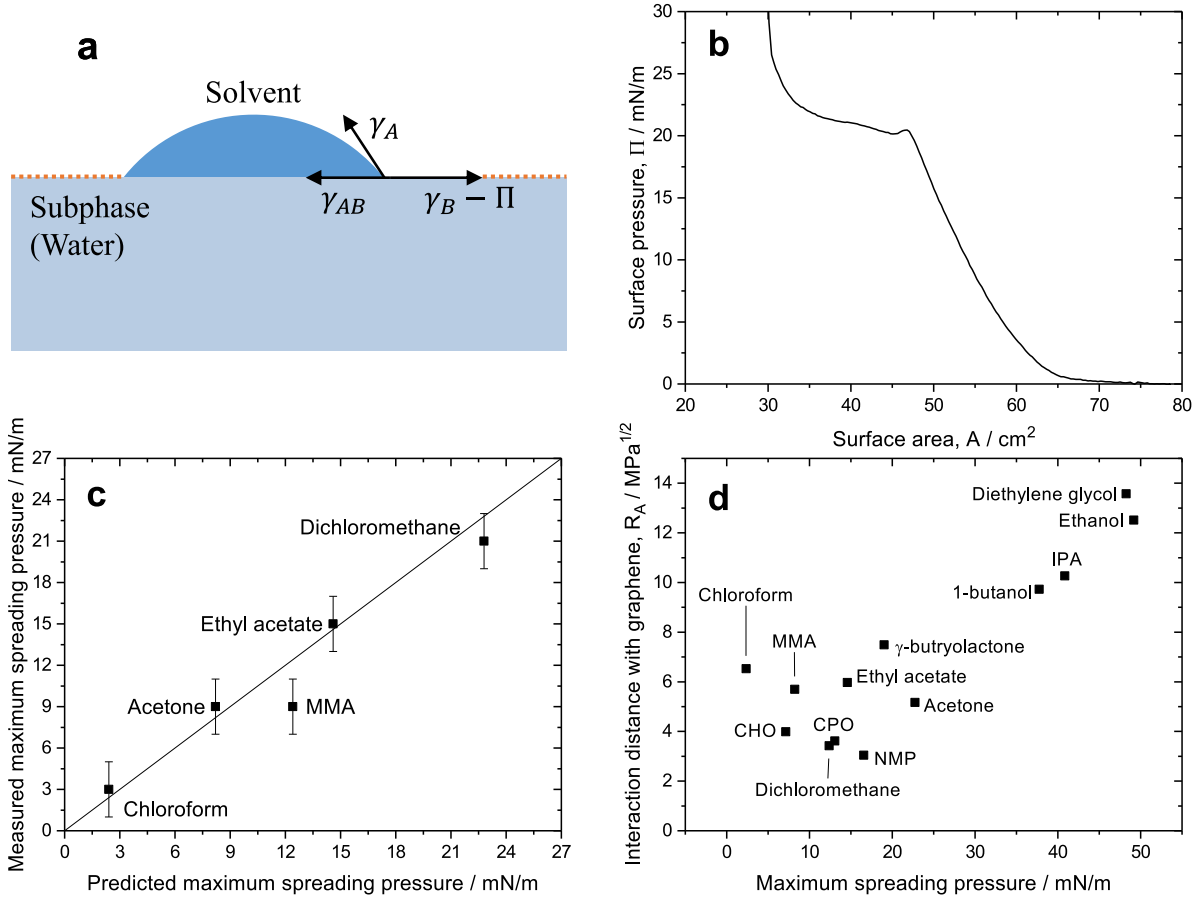 a
Solvent
γA
γAB
γB − Π
Subphase
(Water)
b
Surface pressure, Π / mN/m
30
25
20
15
10
5
0
20 30 40 50 60 70 80
Surface area, A / cm²
c
Measured maximum spreading pressure / mN/m
27
24
21
18
15
12
9
6
3
0
Dichloromethane
Ethyl acetate
Acetone
MMA
Chloroform
0 3 6 9 12 15 18 21 24 27
Predicted maximum spreading pressure / mN/m
d
Interaction distance with graphene, RA / MPa1/2
14
12
10
8
6
4
2
0
Diethylene glycol
Ethanol
IPA
1-butanol
Chloroform
MMA
γ-butryolactone
Ethyl acetate
Acetone
CHO
CPO
NMP
Dichloromethane
0 10 20 30 40 50
Maximum spreading pressure / mN/m